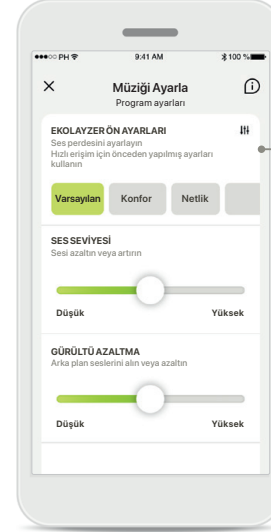 ●●●○○ PH 9:41 AM 100 %
Müziği Ayarla
Program ayarları
EKOLAYZER ÖN AYARLARI
Ses perdesini ayarlayın
Hızlı erişim için önceden yapılmış ayarları
kullanın
Varsayılan Konfor Netlik
SES SEVİYESİ
Sesi azaltın veya artırın
Düşük Yüksek
GÜRÜLTÜ AZALTMA
Arka plan seslerini alın veya azaltın
Düşük Yüksek